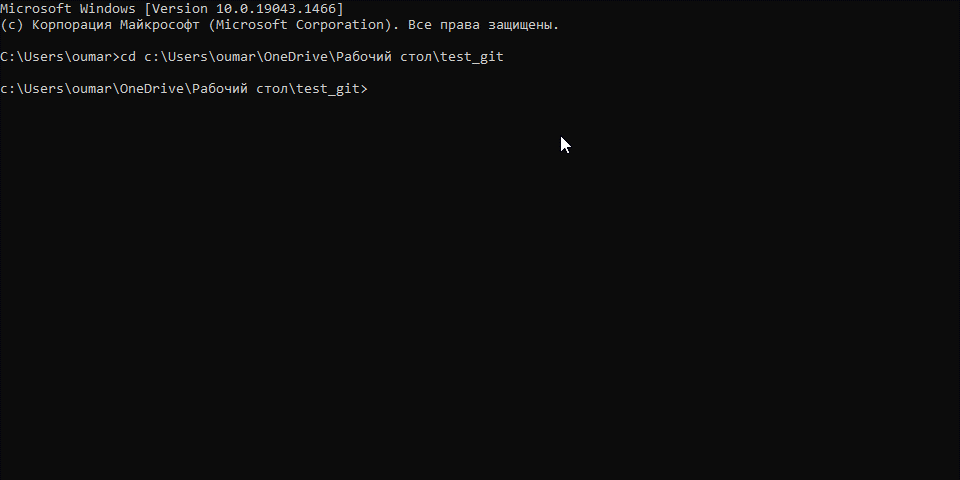 Microsoft Windows [Version 10.0.19043.1466]
(c) Корпорация Майкрософт (Microsoft Corporation). Все права защищены.
C:\Users\oumar>cd c:\Users\oumar\OneDrive\Рабочий стол\test_git
c:\Users\oumar\OneDrive\Рабочий стол\test_git>